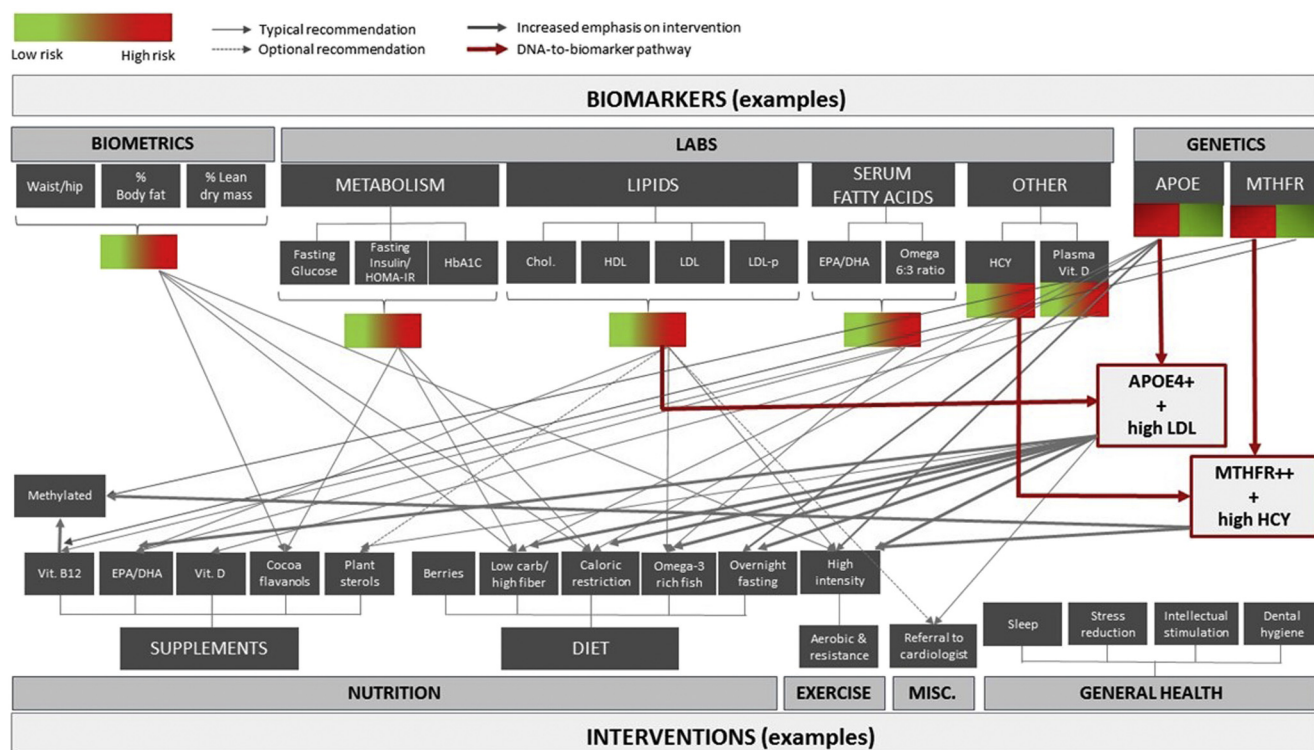 Low risk
High risk
Typical recommendation
Optional recommendation
Increased emphasis on intervention
DNA-to-biomarker pathway
BIOMARKERS (examples)
BIOMETRICS
LABS
GENETICS
Waist/hip
%
Body fat
% Lean
dry mass
METABOLISM
LIPIDS
SERUM
FATTY ACIDS
OTHER
APOE
MTHFR
Fasting
Glucose
Fasting
Insulin/
HOMA-IR
HbA1C
Chol.
HDL
LDL
LDL-p
EPA/DHA
Omega
6:3 ratio
HCY
Plasma
Vit. D
APOE4+
+
high LDL
MTHFR++
+
high HCY
Methylated
Vit. B12
EPA/DHA
Vit. D
Cocoa
flavanols
Plant
sterols
Berries
Low carb/
high fiber
Caloric
restriction
Omega-3
rich fish
Overnight
fasting
High
intensity
SUPPLEMENTS
DIET
Aerobic &
resistance
Referral to
cardiologist
Sleep
Stress
reduction
Intellectual
stimulation
Dental
hygiene
NUTRITION
EXERCISE
MISC.
GENERAL HEALTH
INTERVENTIONS (examples)